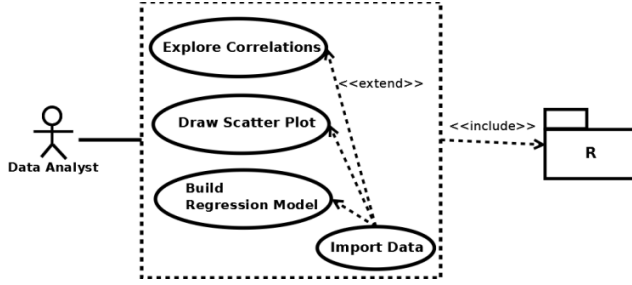 Explore Correlations
<<extend>>
Draw Scatter Plot
<<include>>
R
Data Analyst
Build
Regression Model
Import Data